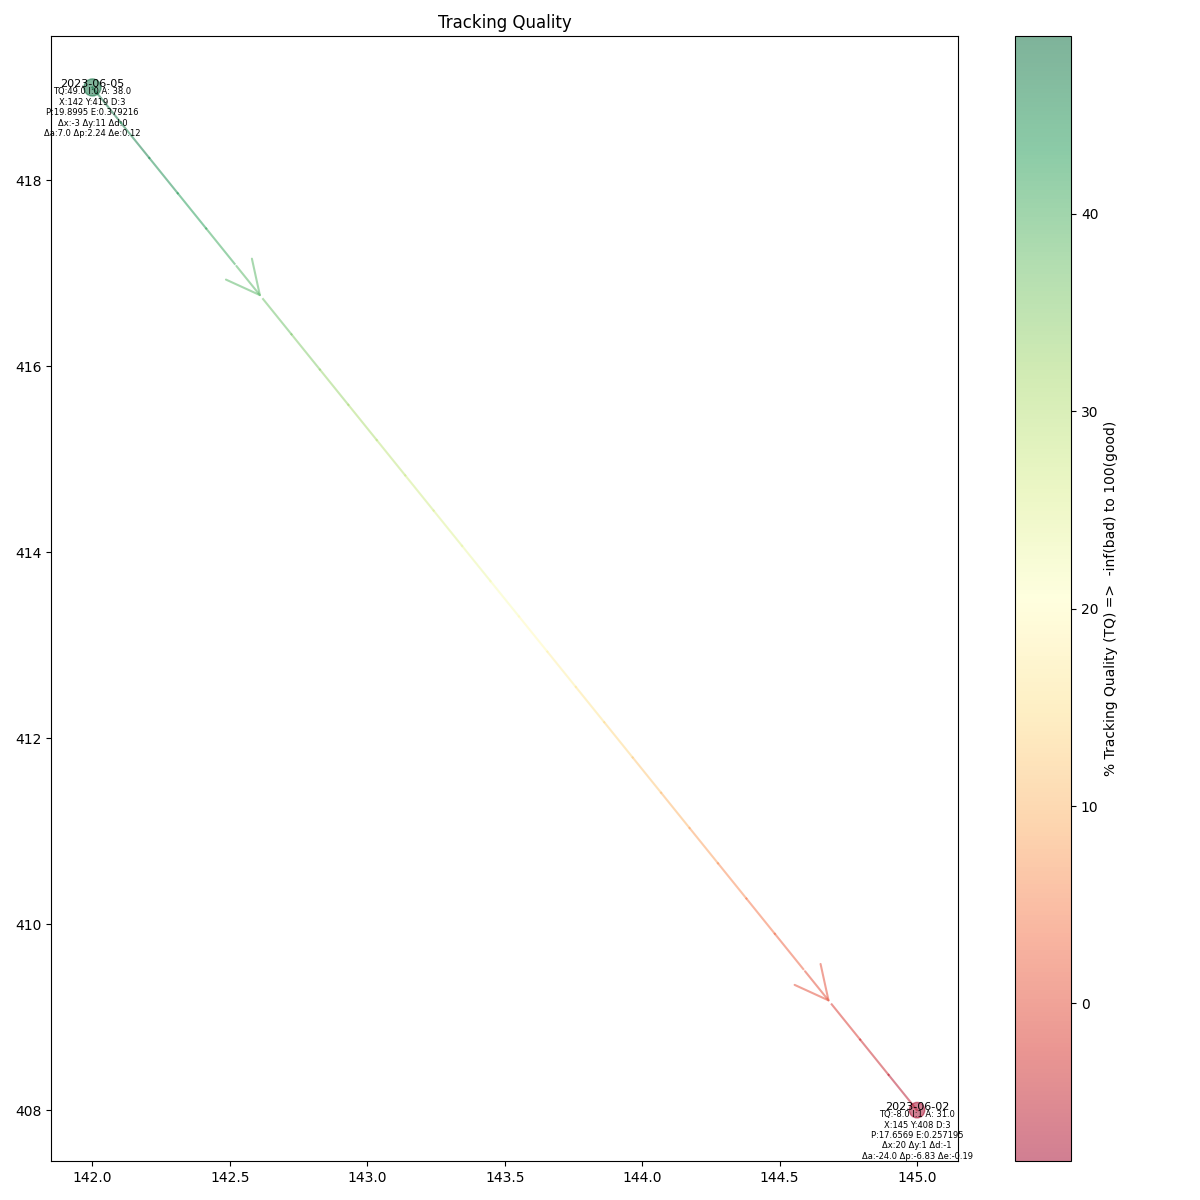 Tracking Quality
2023-06-05
TQ:49.0 I:0 A: 38.0
X:142 Y:419 D:3
P:19.8995 E:0.379216
Δx:-3 Δy:11 Δd:0
Δa:7.0 Δp:2.24 Δe:0.12
418
416
414
412
410
408
2023-06-02
TQ:-8.0 I:1 A: 31.0
X:145 Y:408 D:3
P:17.6569 E:0.257195
Δx:20 Δy:1 Δd:-1
Δa:-24.0 Δp:-6.83 Δe:-0.19
142.0 142.5 143.0 143.5 144.0 144.5 145.0
40
30
20
10
0
% Tracking Quality (TQ) => -inf(bad) to 100(good)